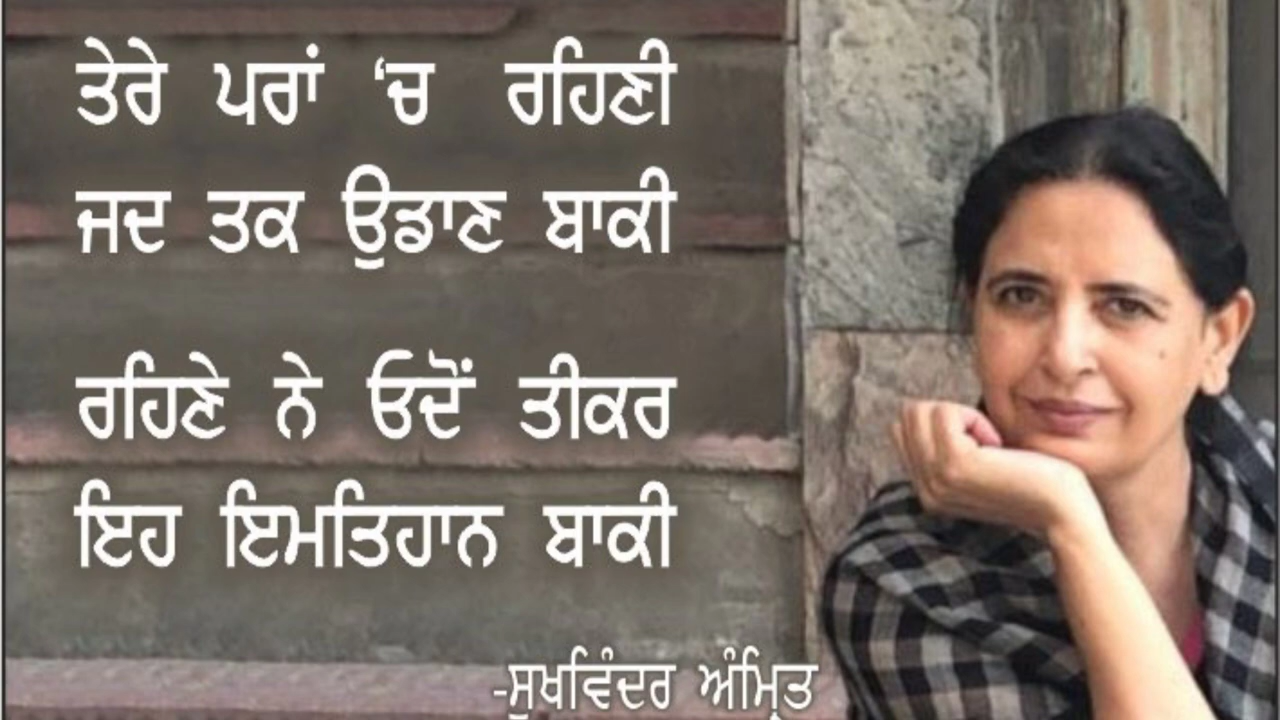 ਤੇਰੇ ਪਰਾਂ ‘ਚ ਰਹਿਣੀ
ਜਦ ਤਕ ਉਡਾਣ ਬਾਕੀ
ਰਹਿਣੇ ਨੇ ਓਦੋਂ ਤੀਕਰ
ਇਹ ਇਮਤਿਹਾਨ ਬਾਕੀ
-ਸੁਖਵਿੰਦਰ ਅੰਮ੍ਰਿਤ